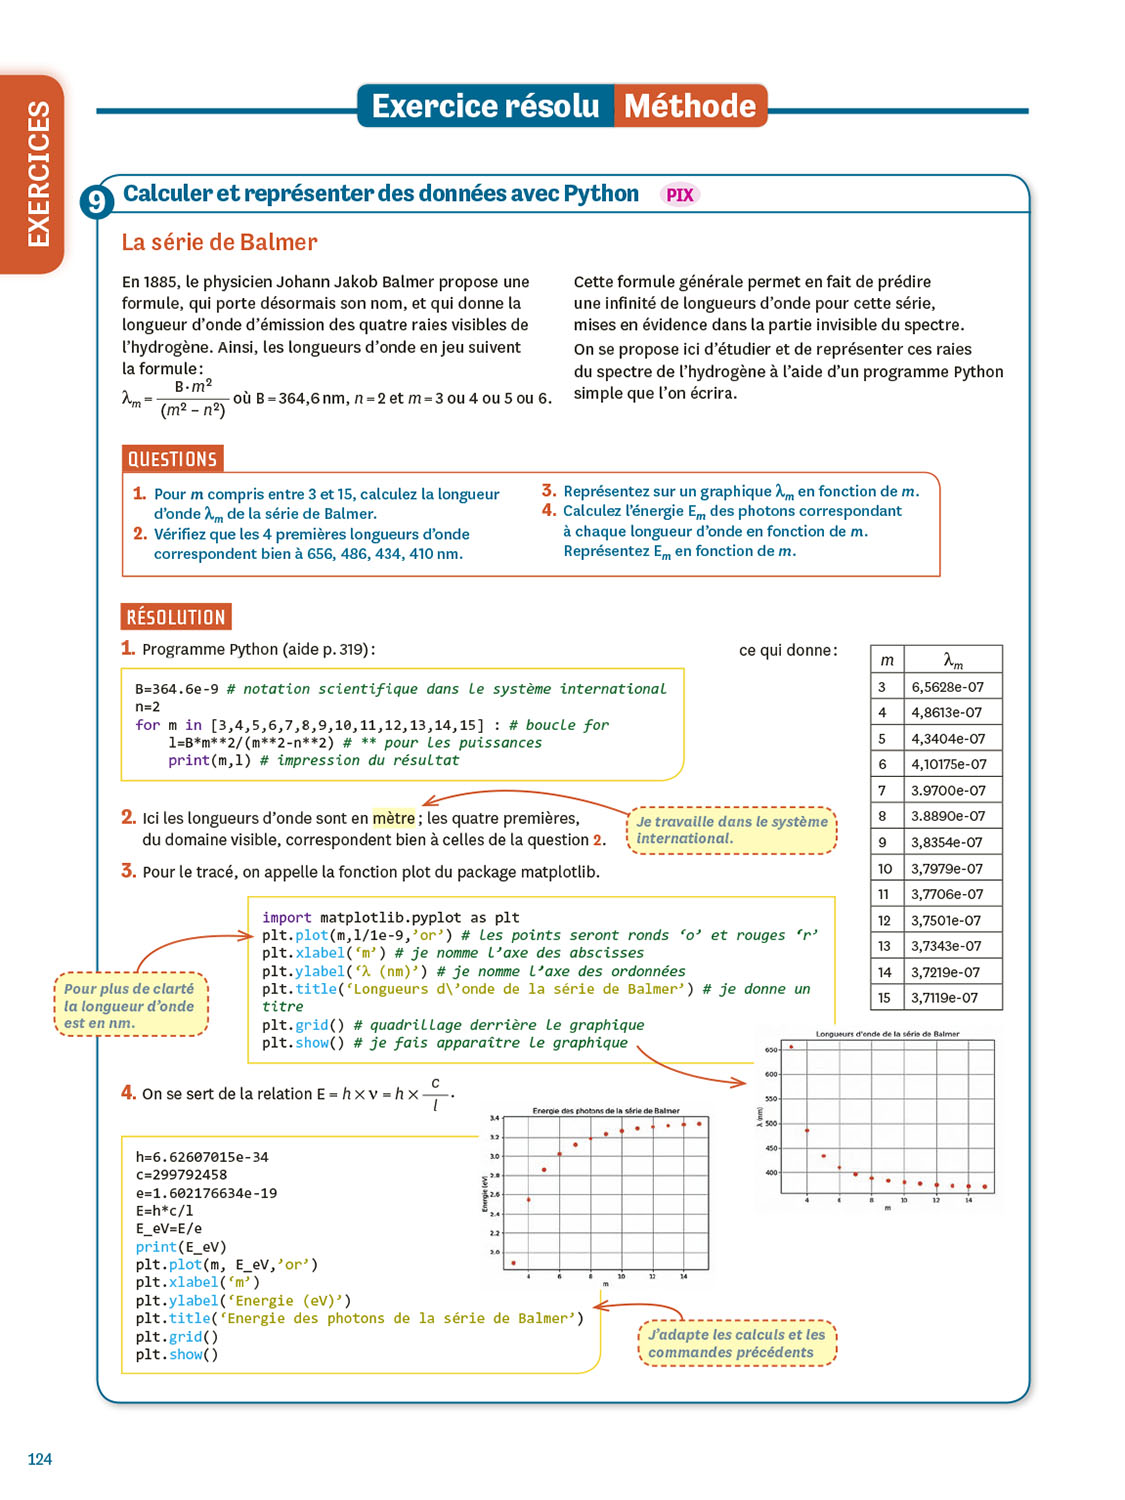 EXERCICES
Exercice résolu Méthode
9 Calculer et représenter des données avec Python PIX
La série de Balmer
En 1885, le physicien Johann Jakob Balmer propose une
formule, qui porte désormais son nom, et qui donne la
longueur d'onde d'émission des quatre raies visibles de
l'hydrogène. Ainsi, les longueurs d'onde en jeu suivent
la formule :
λm = B·m² / (m² – n²) où B = 364,6 nm, n = 2 et m = 3 ou 4 ou 5 ou 6.
Cette formule générale permet en fait de prédire
une infinité de longueurs d'onde pour cette série,
mises en évidence dans la partie invisible du spectre.
On se propose ici d'étudier et de représenter ces raies
du spectre de l'hydrogène à l'aide d'un programme Python
simple que l'on écrira.
QUESTIONS
1. Pour m compris entre 3 et 15, calculez la longueur
d'onde λm de la série de Balmer.
2. Vérifiez que les 4 premières longueurs d'onde
correspondent bien à 656, 486, 434, 410 nm.
3. Représentez sur un graphique λm en fonction de m.
4. Calculez l'énergie Em des photons correspondant
à chaque longueur d'onde en fonction de m.
Représentez Em en fonction de m.
RÉSOLUTION
1. Programme Python (aide p. 319) :
B=364.6e-9 # notation scientifique dans le système international
n=2
for m in [3,4,5,6,7,8,9,10,11,12,13,14,15] : # boucle for
l=B*m**2/(m**2-n**2) # ** pour les puissances
print(m,l) # impression du résultat
ce qui donne :
m λm
3 6,5628e-07
4 4,8613e-07
5 4,3404e-07
6 4,10175e-07
7 3.9700e-07
8 3.8890e-07
9 3,8354e-07
10 3,7979e-07
11 3,7706e-07
12 3,7501e-07
13 3,7343e-07
14 3,7219e-07
15 3,7119e-07
2. Ici les longueurs d'onde sont en mètre ; les quatre premières,
du domaine visible, correspondent bien à celles de la question 2.
Je travaille dans le système
international.
3. Pour le tracé, on appelle la fonction plot du package matplotlib.
import matplotlib.pyplot as plt
plt.plot(m,l/1e-9,’or’) # les points seront ronds ‘o’ et rouges ‘r’
plt.xlabel(‘m’) # je nomme l’axe des abscisses
plt.ylabel(‘λ (nm)’) # je nomme l’axe des ordonnées
plt.title(‘Longueurs d\’onde de la série de Balmer’) # je donne un
titre
plt.grid() # quadrillage derrière le graphique
plt.show() # je fais apparaître le graphique
Pour plus de clarté
la longueur d'onde
est en nm.
Longueurs d'onde de la série de Balmer
650
600
550
500
450
400
λ (nm)
4 6 8 10 12 14
m
4. On se sert de la relation E = h × ν = h × c / l.
h=6.62607015e-34
c=299792458
e=1.602176634e-19
E=h*c/l
E_eV=E/e
print(E_eV)
plt.plot(m, E_eV,’or’)
plt.xlabel(‘m’)
plt.ylabel(‘Energie (eV)’)
plt.title(‘Energie des photons de la série de Balmer’)
plt.grid()
plt.show()
Energie des photons de la série de Balmer
3.4
3.2
3.0
2.8
2.6
2.4
2.2
2.0
Energie (eV)
4 6 8 10 12 14
m
J'adapte les calculs et les
commandes précédents
124